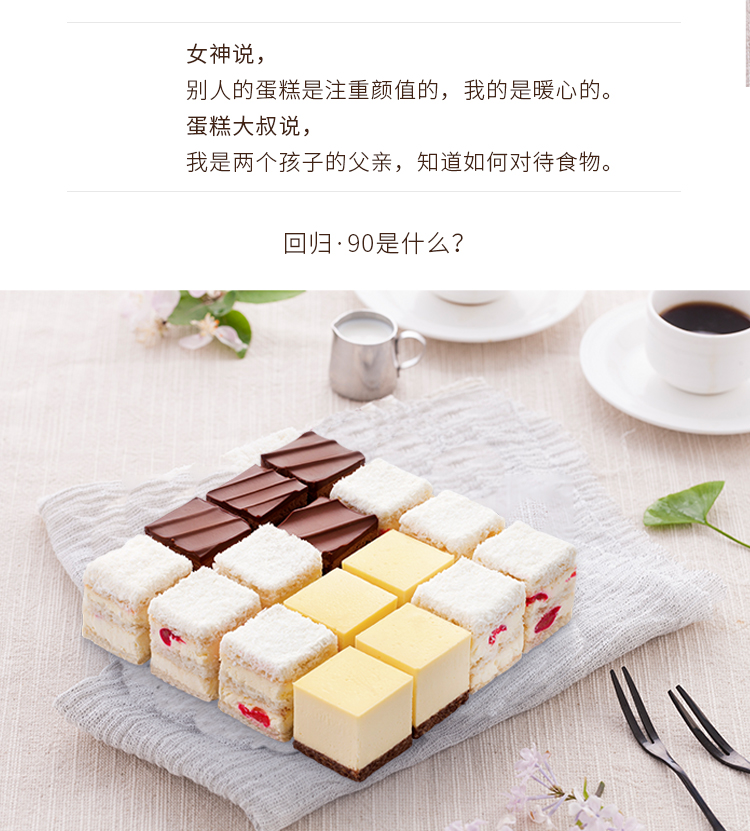 女神说，
别人的蛋糕是注重颜值的，我的是暖心的。
蛋糕大叔说，
我是两个孩子的父亲，知道如何对待食物。
回归·90是什么？